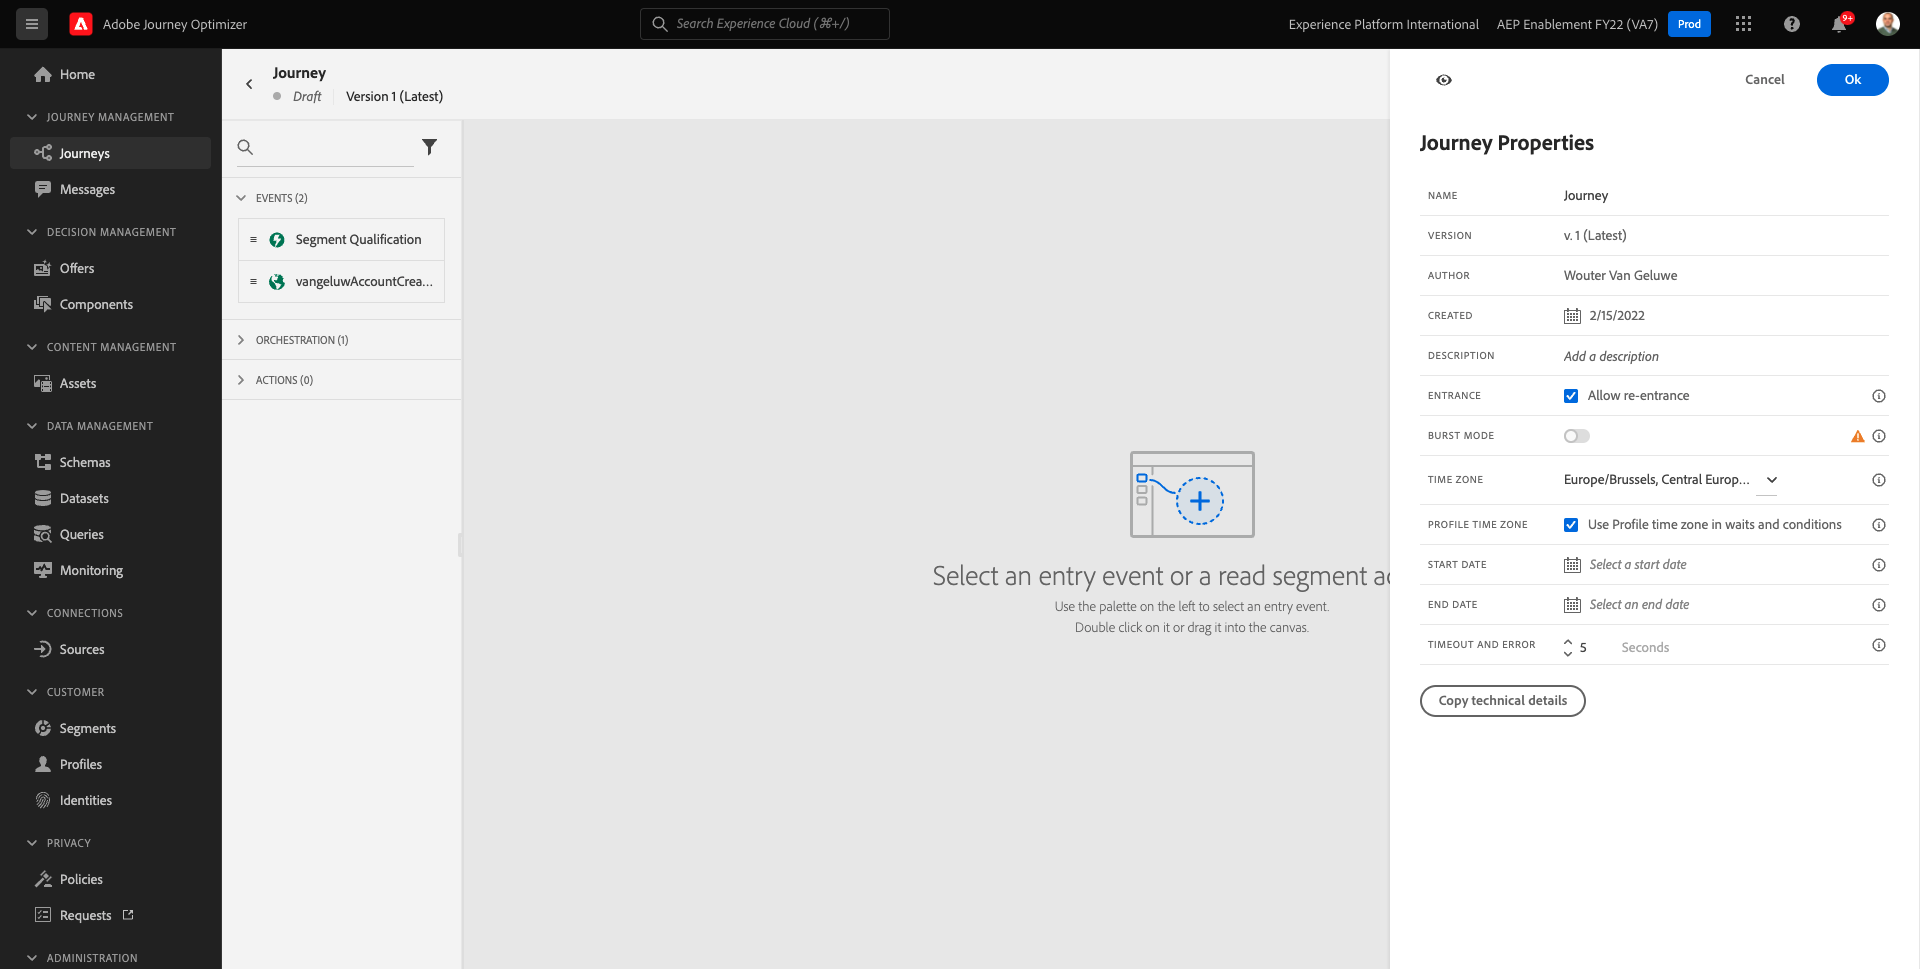 Adobe Journey Optimizer
Search Experience Cloud (⌘+/)
Experience Platform International
AEP Enablement FY22 (VA7)
Prod
9+
Home
JOURNEY MANAGEMENT
Journeys
Messages
DECISION MANAGEMENT
Offers
Components
CONTENT MANAGEMENT
Assets
DATA MANAGEMENT
Schemas
Datasets
Queries
Monitoring
CONNECTIONS
Sources
CUSTOMER
Segments
Profiles
Identities
PRIVACY
Policies
Requests
ADMINISTRATION
Journey
Draft
Version 1 (Latest)
EVENTS (2)
Segment Qualification
vangeluwAccountCrea...
ORCHESTRATION (1)
ACTIONS (0)
Select an entry event or a read segment ac
Use the palette on the left to select an entry event.
Double click on it or drag it into the canvas.
Cancel
Ok
Journey Properties
NAME Journey
VERSION v. 1 (Latest)
AUTHOR Wouter Van Geluwe
CREATED 2/15/2022
DESCRIPTION Add a description
ENTRANCE Allow re-entrance
BURST MODE
TIME ZONE Europe/Brussels, Central Europ...
PROFILE TIME ZONE Use Profile time zone in waits and conditions
START DATE Select a start date
END DATE Select an end date
TIMEOUT AND ERROR 5 Seconds
Copy technical details